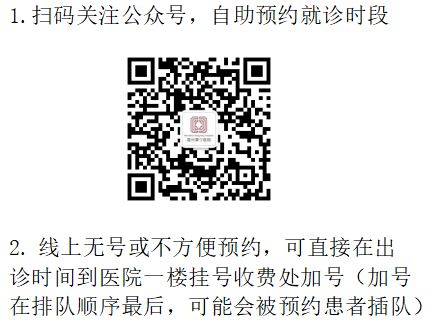 1.扫码关注公众号，自助预约就诊时段
2. 线上无号或不方便预约，可直接在出
诊时间到医院一楼挂号收费处加号（加号
在排队顺序最后，可能会被预约患者插队）